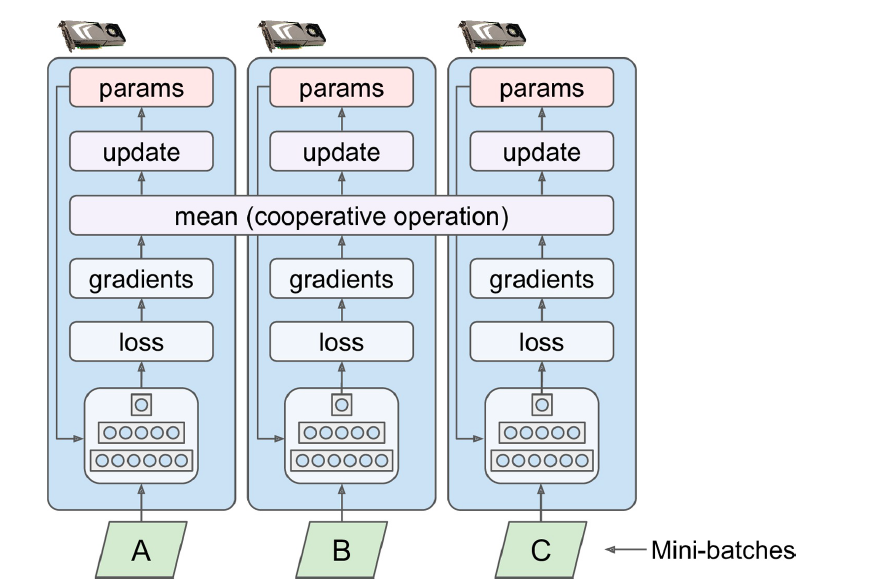 params params params
update update update
mean (cooperative operation)
gradients gradients gradients
loss loss loss
A B C Mini-batches